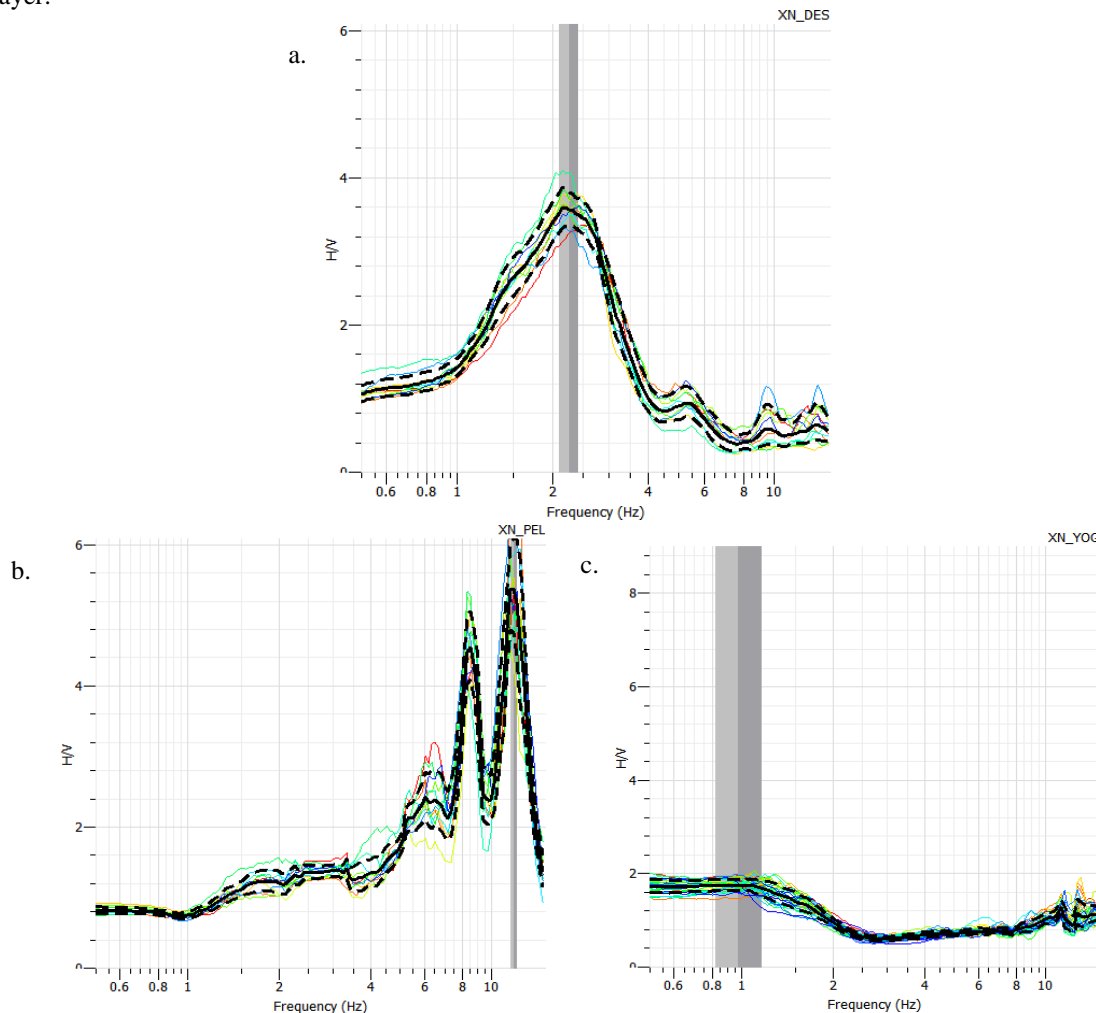 ayer.
XN_DES
a.
6
4
2
0
H/V
0.6 0.8 1 2 4 6 8 10
Frequency (Hz)
XN_PEL
b.
6
4
2
0
H/V
0.6 0.8 1 2 4 6 8 10
Frequency (Hz)
XN_YOG
c.
8
6
4
2
0
H/V
0.6 0.8 1 2 4 6 8 10
Frequency (Hz)